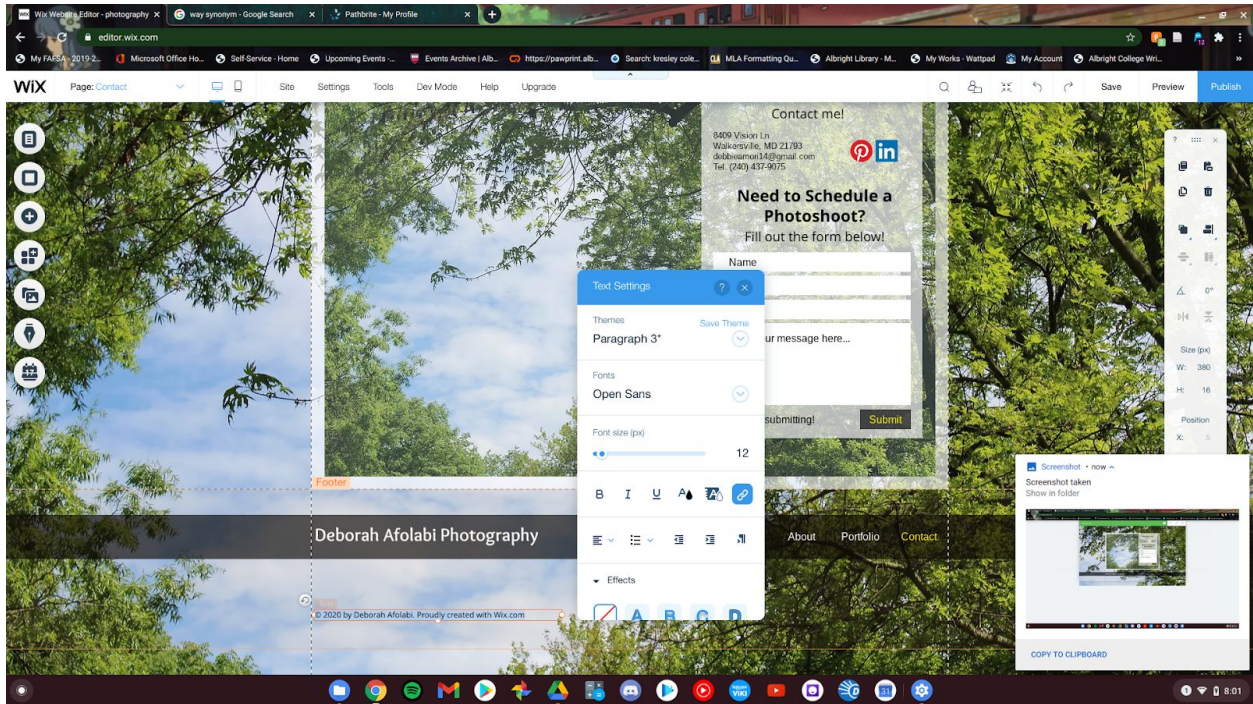 Wix Website Editor - photography
way synonym - Google Search
Pathbrite - My Profile
editor.wix.com
My FAFSA - 2019-2...
Microsoft Office Ho...
Self-Service - Home
Upcoming Events -...
Events Archive | Alb...
https://pawprint.alb...
Search: kresley cole...
MLA Formatting Qu...
Albright Library - M...
My Works - Wattpad
My Account
Albright College Wri...
»
WiX
Page: Contact
Site
Settings
Tools
Dev Mode
Help
Upgrade
Save
Preview
Publish
Contact me!
8409 Vision Ln
Walkersville, MD 21793
debbieamon14@gmail.com
Tel: (240) 437-9075
Need to Schedule a
Photoshoot?
Fill out the form below!
Name
ur message here...
submitting!
Submit
Text Settings
?
Themes
Save Theme
Paragraph 3*
Fonts
Open Sans
Font size (px)
12
B I U A A
Effects
A B C D
?
0°
Size (px)
W: 380
H: 16
Position
X:
Footer
Deborah Afolabi Photography
About
Portfolio
Contact
© 2020 by Deborah Afolabi. Proudly created with Wix.com
Screenshot • now
Screenshot taken
Show in folder
COPY TO CLIPBOARD
VIKI
31
1
8:01